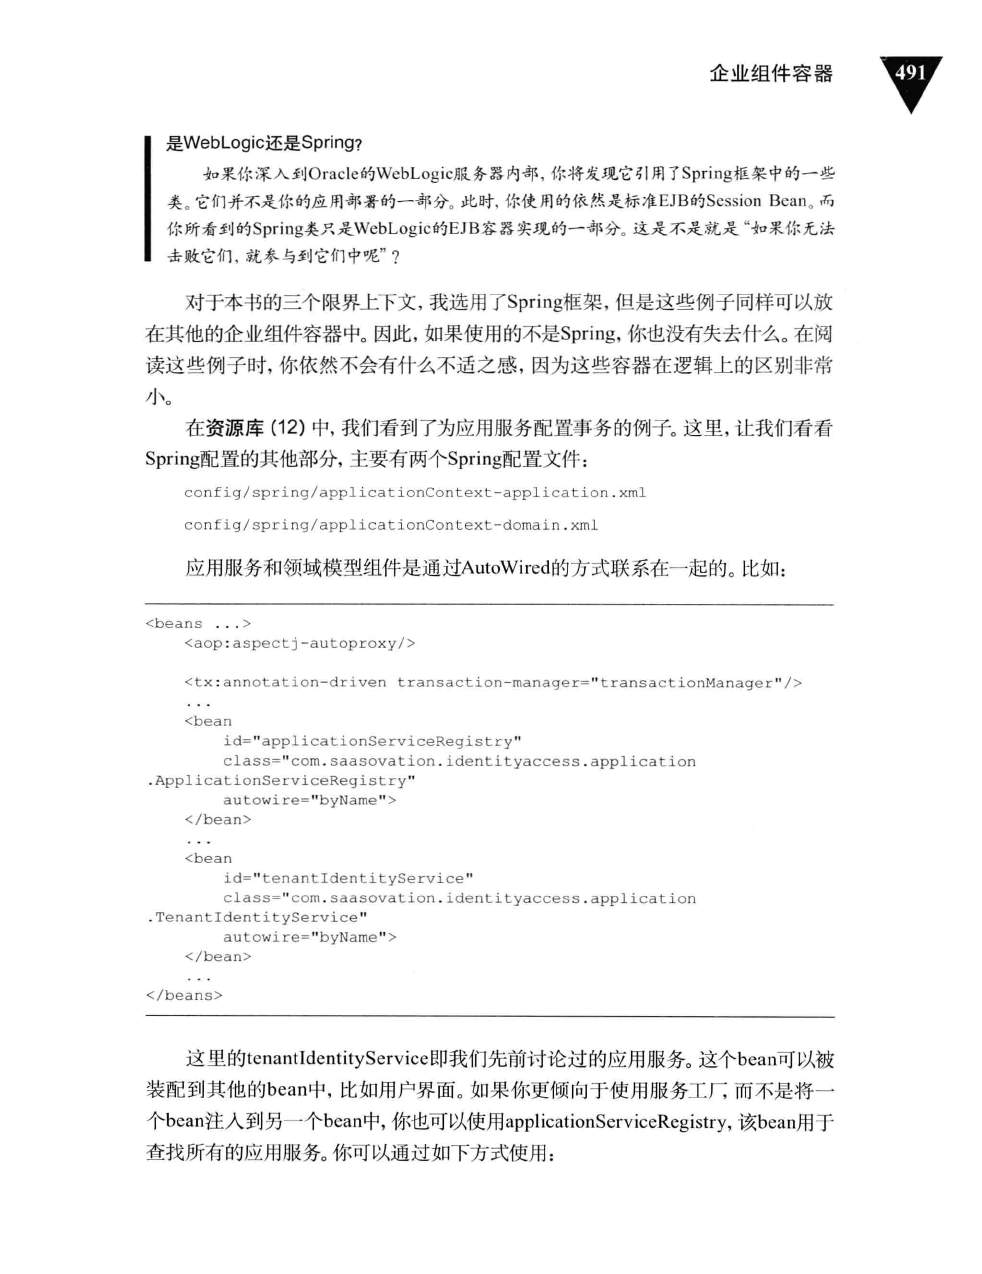 企业组件容器
491
是WebLogic还是Spring?
如果你深入到Oracle的WebLogic服务器内部, 你将发现它引用了Spring框架中的一些
类。它们并不是你的应用部署的一部分。此时, 你使用的依然是标准EJB的Session Bean。而
你所看到的Spring类只是WebLogic的EJB容器实现的一部分。这是不是就是“如果你无法
击败它们, 就参与到它们中呢”?
对于本书的三个限界上下文, 我选用了Spring框架, 但是这些例子同样可以放
在其他的企业组件容器中。因此, 如果使用的不是Spring, 你也没有失去什么。在阅
读这些例子时, 你依然不会有什么不适之感, 因为这些容器在逻辑上的区别非常
小。
在资源库 (12) 中, 我们看到了为应用服务配置事务的例子。这里, 让我们看看
Spring配置的其他部分, 主要有两个Spring配置文件:
config/spring/applicationContext-application.xml
config/spring/applicationContext-domain.xml
应用服务和领域模型组件是通过AutoWired的方式联系在一起的。比如:
<beans ...>
<aop:aspectj-autoproxy/>
<tx:annotation-driven transaction-manager="transactionManager"/>
...
<bean
id="applicationServiceRegistry"
class="com.saasovation.identityaccess.application
.ApplicationServiceRegistry"
autowire="byName">
</bean>
...
<bean
id="tenantIdentityService"
class="com.saasovation.identityaccess.application
.TenantIdentityService"
autowire="byName">
</bean>
...
</beans>
这里的tenantIdentityService即我们先前讨论过的应用服务。这个bean可以被
装配到其他的bean中, 比如用户界面。如果你更倾向于使用服务工厂, 而不是将一
个bean注入到另一个bean中, 你也可以使用applicationServiceRegistry, 该bean用于
查找所有的应用服务。你可以通过如下方式使用: